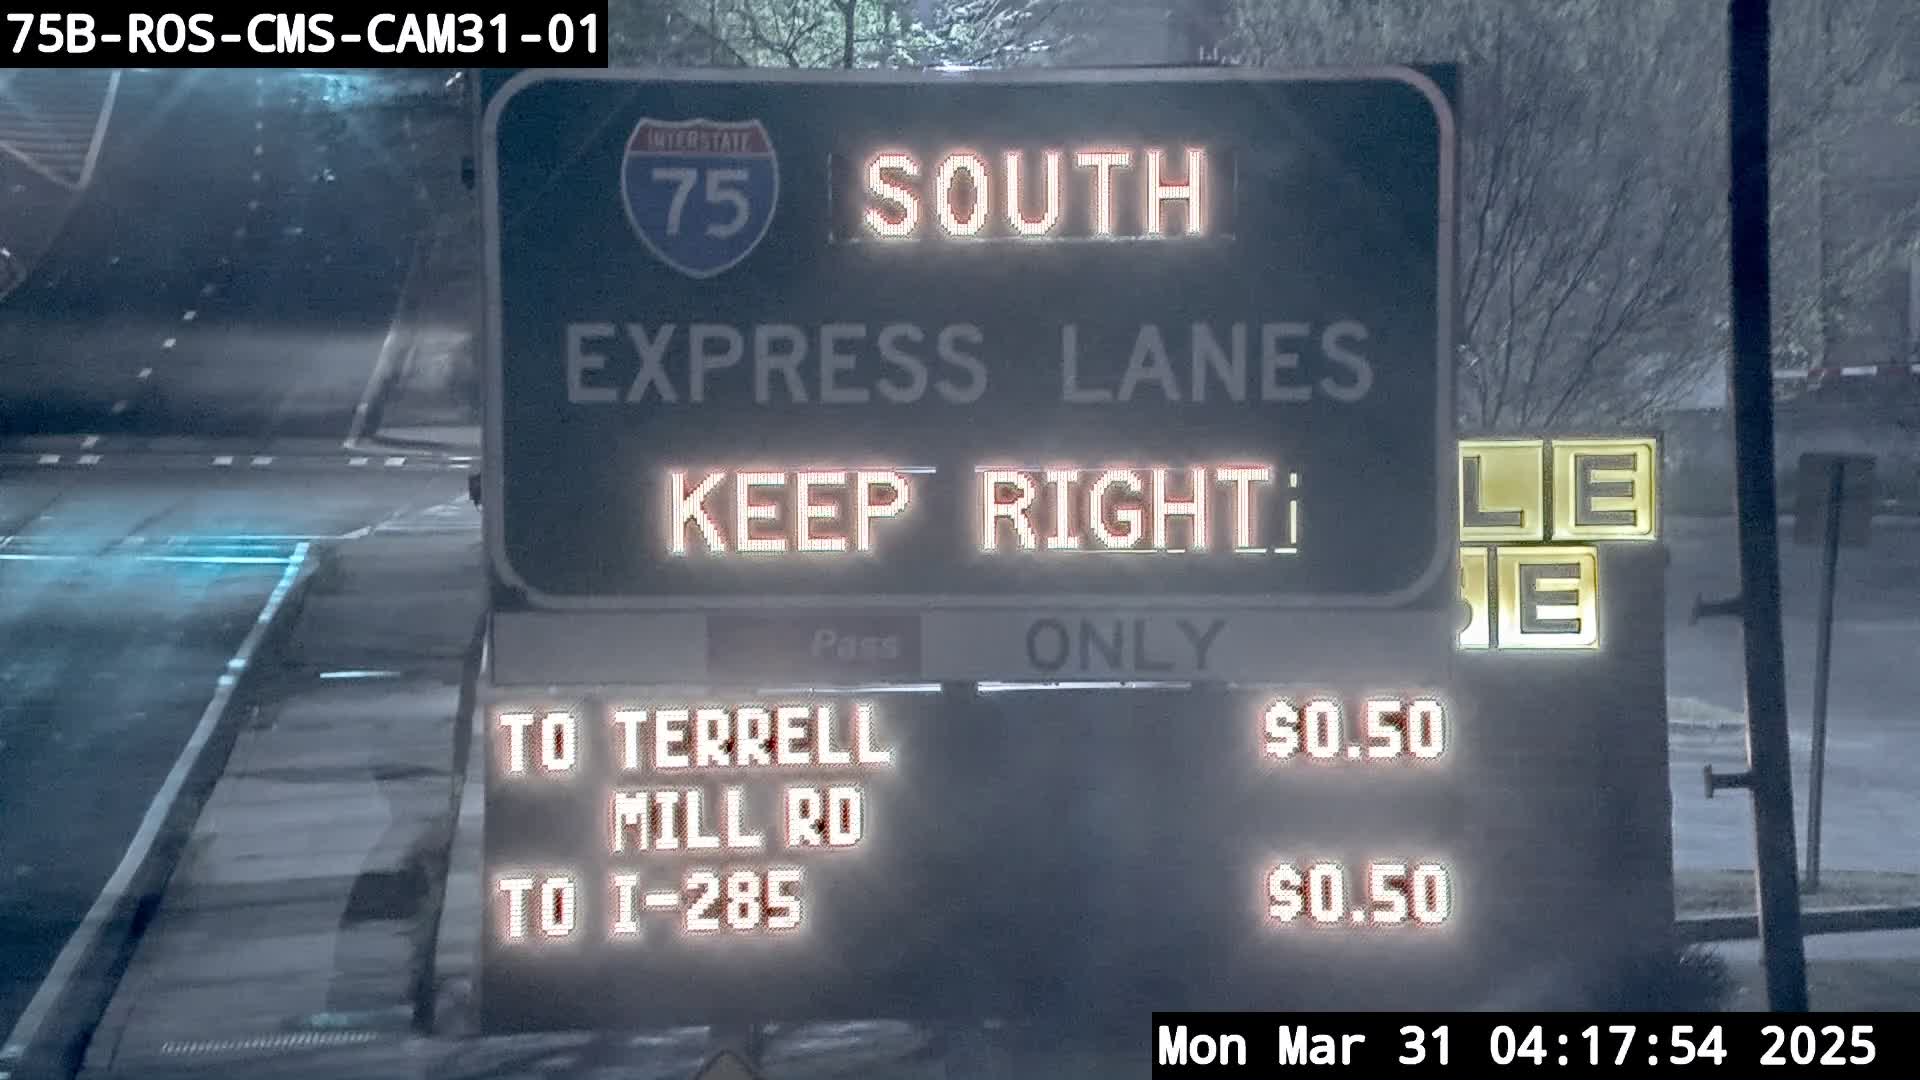 75B-ROS-CMS-CAM31-01
INTERSTATE
75
SOUTH
EXPRESS LANES
KEEP RIGHT
Pass ONLY
TO TERRELL $0.50
MILL RD
TO I-285 $0.50
LE
E
Mon Mar 31 04:17:54 2025